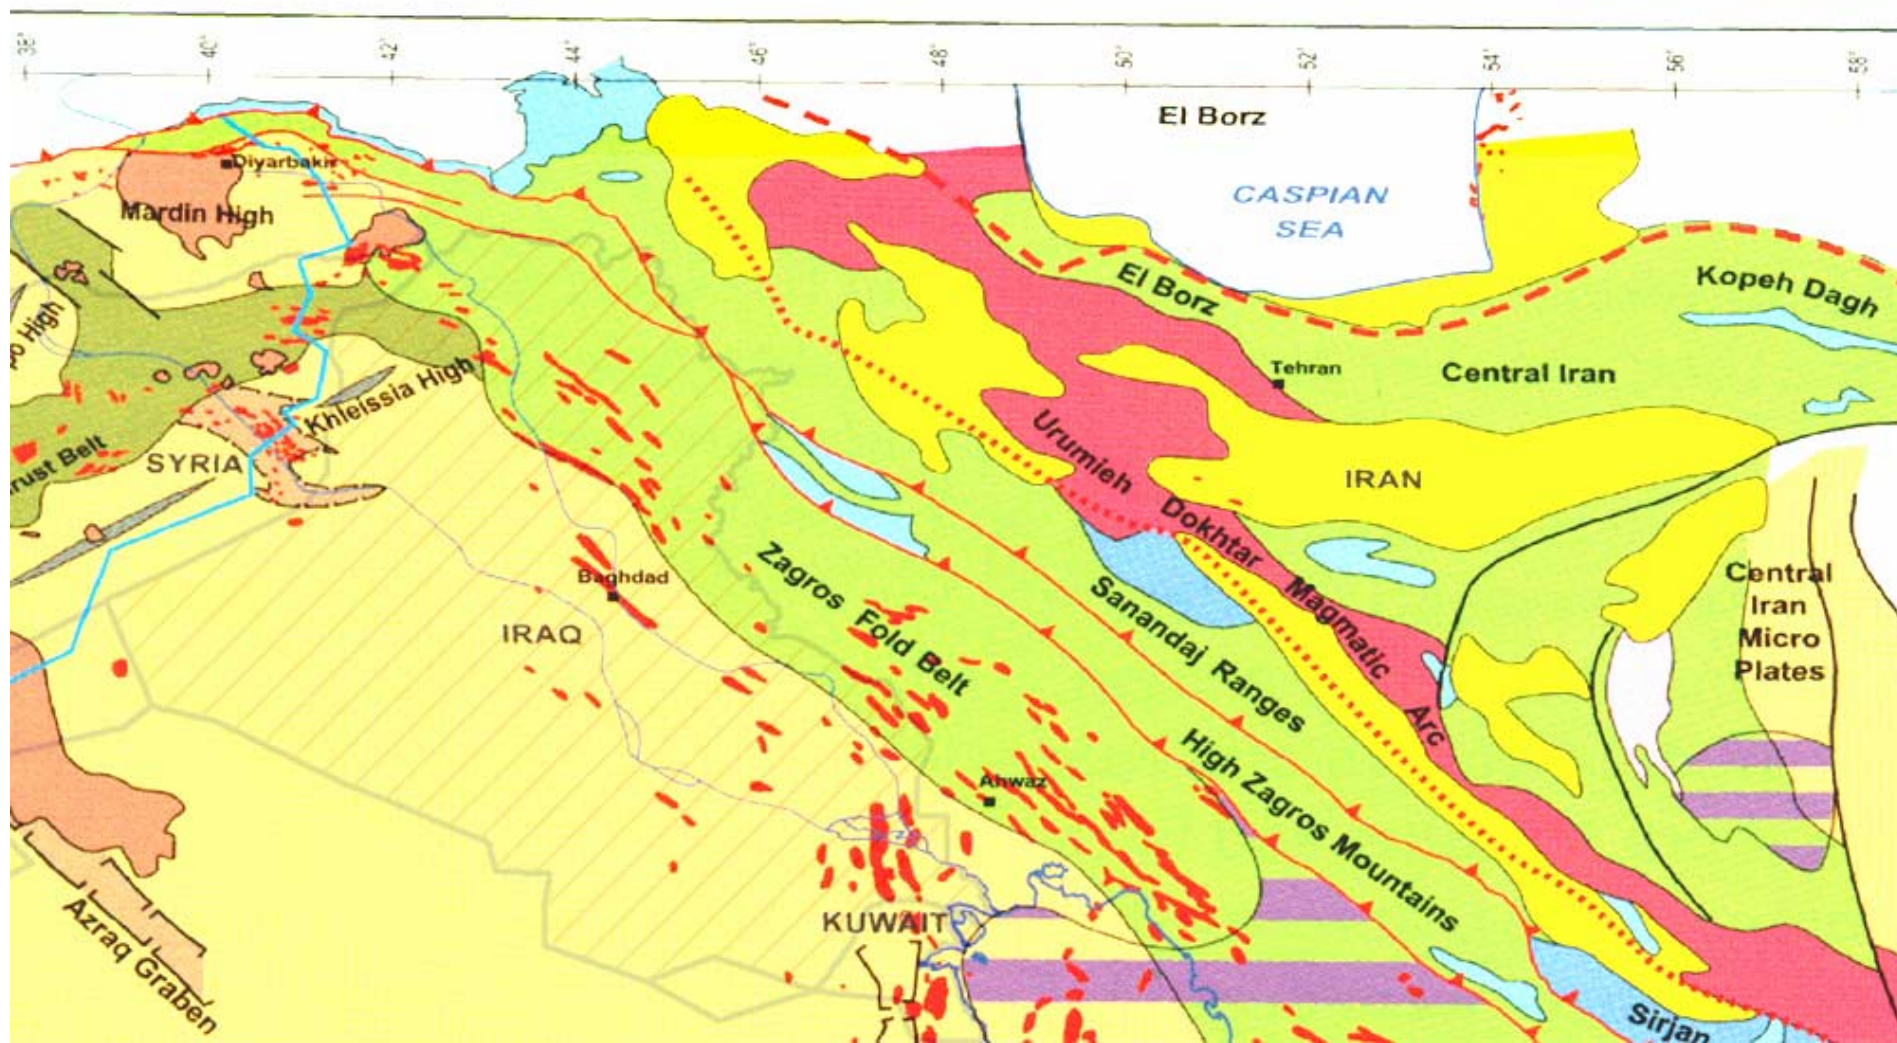 38°
40°
42°
44°
46°
48°
50°
52°
54°
56°
58°
El Borz
CASPIAN
SEA
Diyarbakır
Mardin High
El Borz
Kopeh Dagh
Tehran
Central Iran
High
Khleissia High
SYRIA
rust Belt
Urumieh Dokhtar Magmatic Arc
IRAN
Baghdad
IRAQ
Zagros Fold Belt
Sanandaj Ranges
Central
Iran
Micro
Plates
High Zagros Mountains
Ahwaz
KUWAIT
Azraq Graben
Sirjan